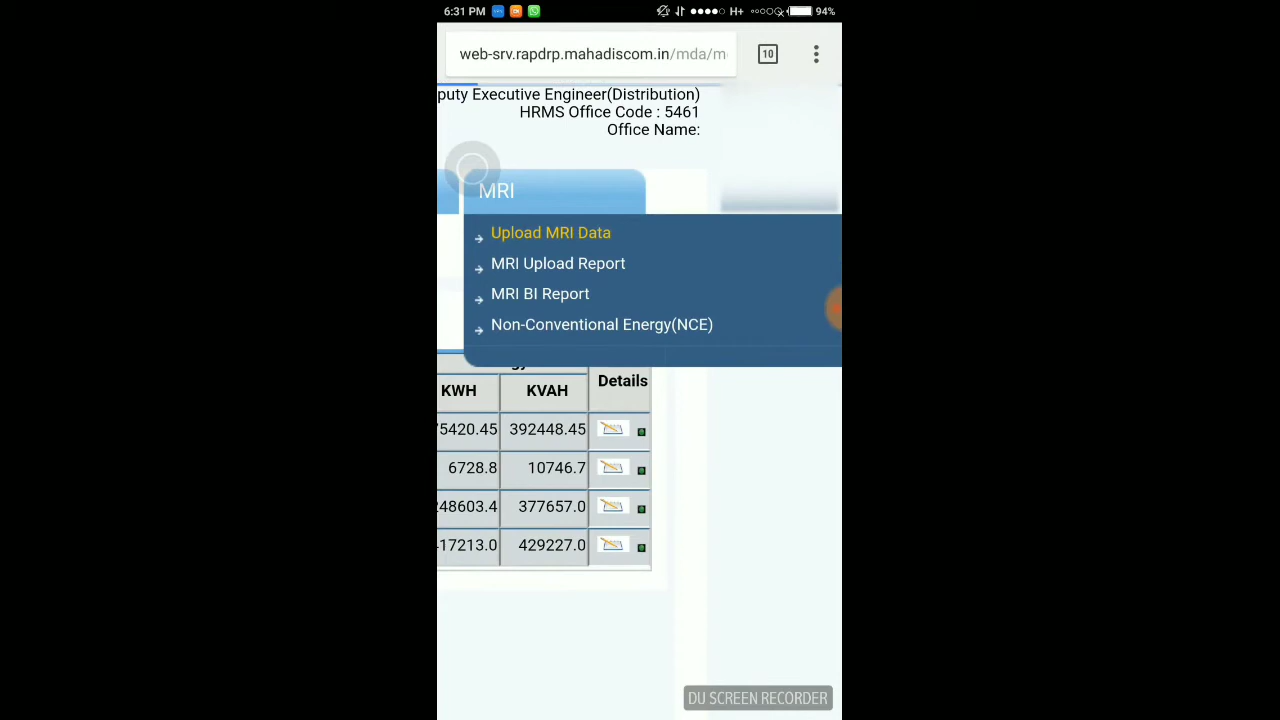 6:31 PM H+ 94%
web-srv.rapdrp.mahadiscom.in/mda/m
10
puty Executive Engineer(Distribution)
HRMS Office Code : 5461
Office Name:
MRI
Upload MRI Data
MRI Upload Report
MRI BI Report
Non-Conventional Energy(NCE)
Details
KWH KVAH
5420.45 392448.45
6728.8 10746.7
48603.4 377657.0
17213.0 429227.0
DU SCREEN RECORDER